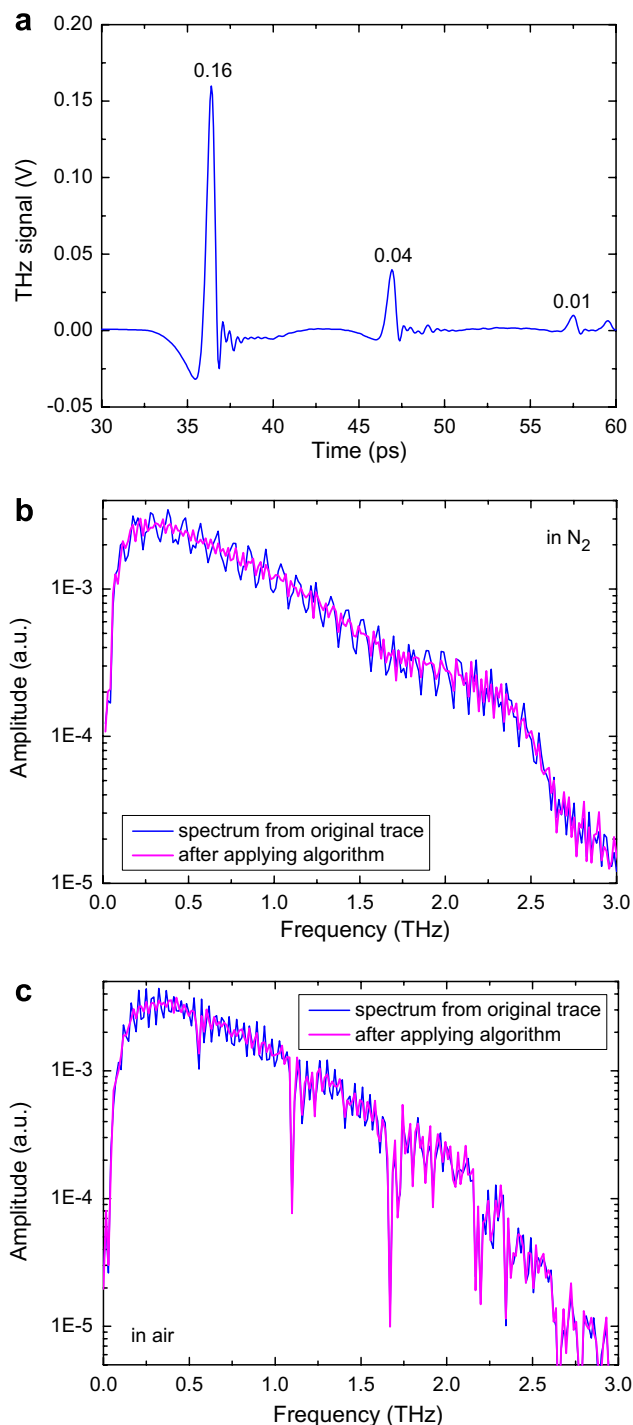 a
0.20
0.15
0.10
0.05
0.00
-0.05
THz signal (V)
0.16
0.04
0.01
30 35 40 45 50 55 60
Time (ps)
b
in N2
1E-3
1E-4
1E-5
Amplitude (a.u.)
spectrum from original trace
after applying algorithm
0.0 0.5 1.0 1.5 2.0 2.5 3.0
Frequency (THz)
c
spectrum from original trace
after applying algorithm
1E-3
1E-4
1E-5
Amplitude (a.u.)
in air
0.0 0.5 1.0 1.5 2.0 2.5 3.0
Frequency (THz)